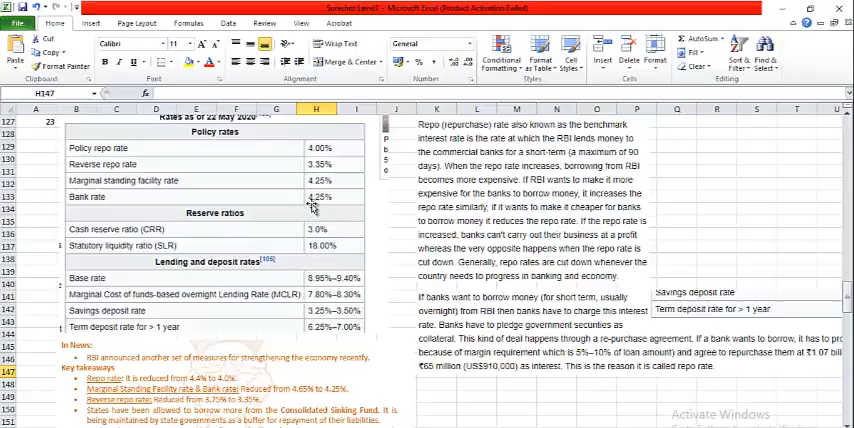 Sureshot Level3 - Microsoft Excel (Product Activation Failed)
File Home Insert Page Layout Formulas Data Review View Acrobat
Paste Cut Copy Format Painter Clipboard
Calibri 11 B I U A Font
Wrap Text Merge & Center Alignment
General % Number
Conditional Formatting Format as Table Cell Styles Styles
Insert Delete Format Cells
AutoSum Fill Clear Sort & Filter Find & Select Editing
H147 fx
A B C D E F G H I J K L M N O P Q R S T U
127 128 129 130 131 132 133 134 135 136 137 138 139 140 141 142 143 144 145 146 147 148 149 150 151
23
Rates as of 22 May 2020
Policy rates
Policy repo rate 4.00%
Reverse repo rate 3.35%
Marginal standing facility rate 4.25%
Bank rate 4.25%
Reserve ratios
Cash reserve ratio (CRR) 3.0%
Statutory liquidity ratio (SLR) 18.00%
Lending and deposit rates[106]
Base rate 8.95%–9.40%
Marginal Cost of funds-based overnight Lending Rate (MCLR) 7.80%–8.30%
Savings deposit rate 3.25%–3.50%
Term deposit rate for > 1 year 6.25%–7.00%
In News:
• RBI announced another set of measures for strengthening the economy recently.
Key takeaways
• Repo rate: It is reduced from 4.4% to 4.0%.
• Marginal Standing Facility rate & Bank rate: Reduced from 4.65% to 4.25%.
• Reverse repo rate: Reduced from 3.75% to 3.35%.
• States have been allowed to borrow more from the Consolidated Sinking Fund. It is
being maintained by state governments as a buffer for repayment of their liabilities.
Repo (repurchase) rate also known as the benchmark
interest rate is the rate at which the RBI lends money to
the commercial banks for a short-term (a maximum of 90
days). When the repo rate increases, borrowing from RBI
becomes more expensive. If RBI wants to make it more
expensive for the banks to borrow money, it increases the
repo rate similarly, if it wants to make it cheaper for banks
to borrow money it reduces the repo rate. If the repo rate is
increased, banks can't carry out their business at a profit
whereas the very opposite happens when the repo rate is
cut down. Generally, repo rates are cut down whenever the
country needs to progress in banking and economy.
If banks want to borrow money (for short term, usually
overnight) from RBI then banks have to charge this interest
rate. Banks have to pledge government securities as
collateral. This kind of deal happens through a re-purchase agreement. If a bank wants to borrow, it has to pro
because of margin requirement which is 5%–10% of loan amount) and agree to repurchase them at ₹1.07 bill
₹65 million (US$910,000) as interest. This is the reason it is called repo rate.
Savings deposit rate
Term deposit rate for > 1 year
Activate Windows